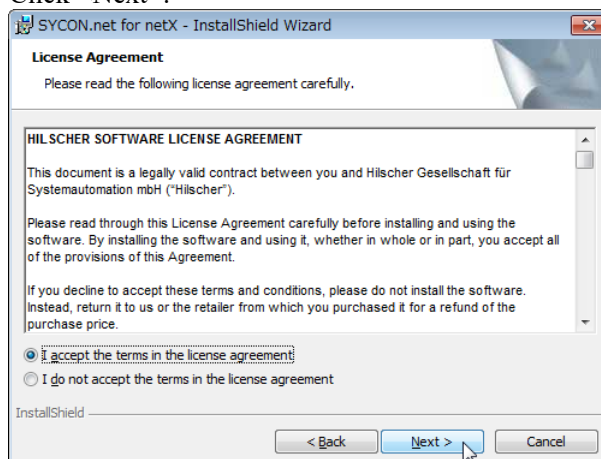 Click "Next".
SYCON.net for netX - InstallShield Wizard
License Agreement
Please read the following license agreement carefully.
HILSCHER SOFTWARE LICENSE AGREEMENT
This document is a legally valid contract between you and Hilscher Gesellschaft für
Systemautomation mbH ("Hilscher").
Please read through this License Agreement carefully before installing and using the
software. By installing the software and using it, whether in whole or in part, you accept all
of the provisions of this Agreement.
If you decline to accept these terms and conditions, please do not install the software.
Instead, return it to us or the retailer from which you purchased it for a refund of the
purchase price.
I accept the terms in the license agreement
I do not accept the terms in the license agreement
InstallShield
< Back
Next >
Cancel